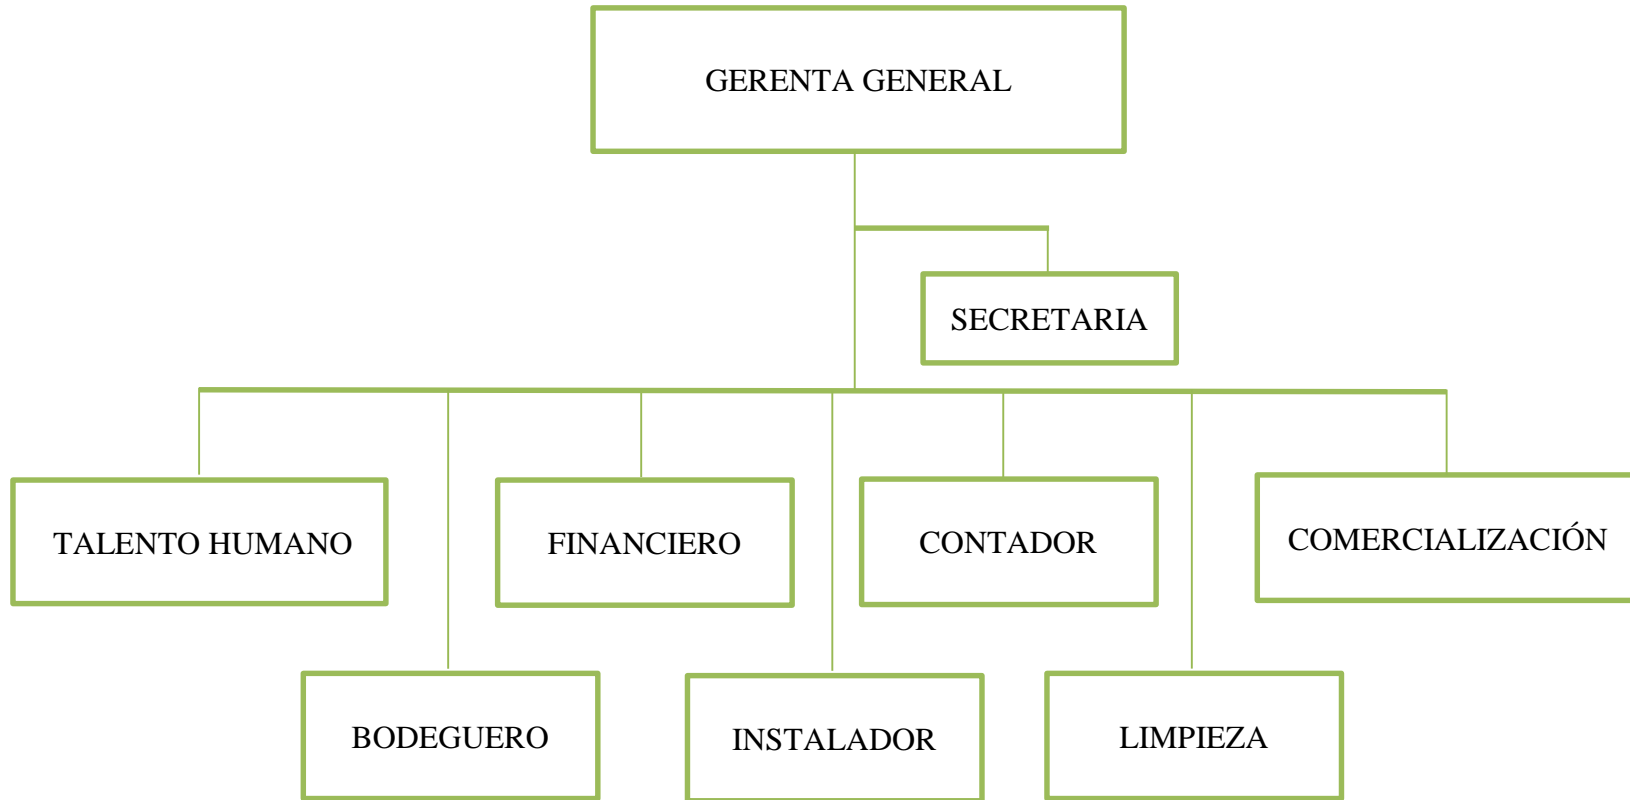 GERENTA GENERAL
SECRETARIA
TALENTO HUMANO
FINANCIERO
CONTADOR
COMERCIALIZACIÓN
BODEGUERO
INSTALADOR
LIMPIEZA